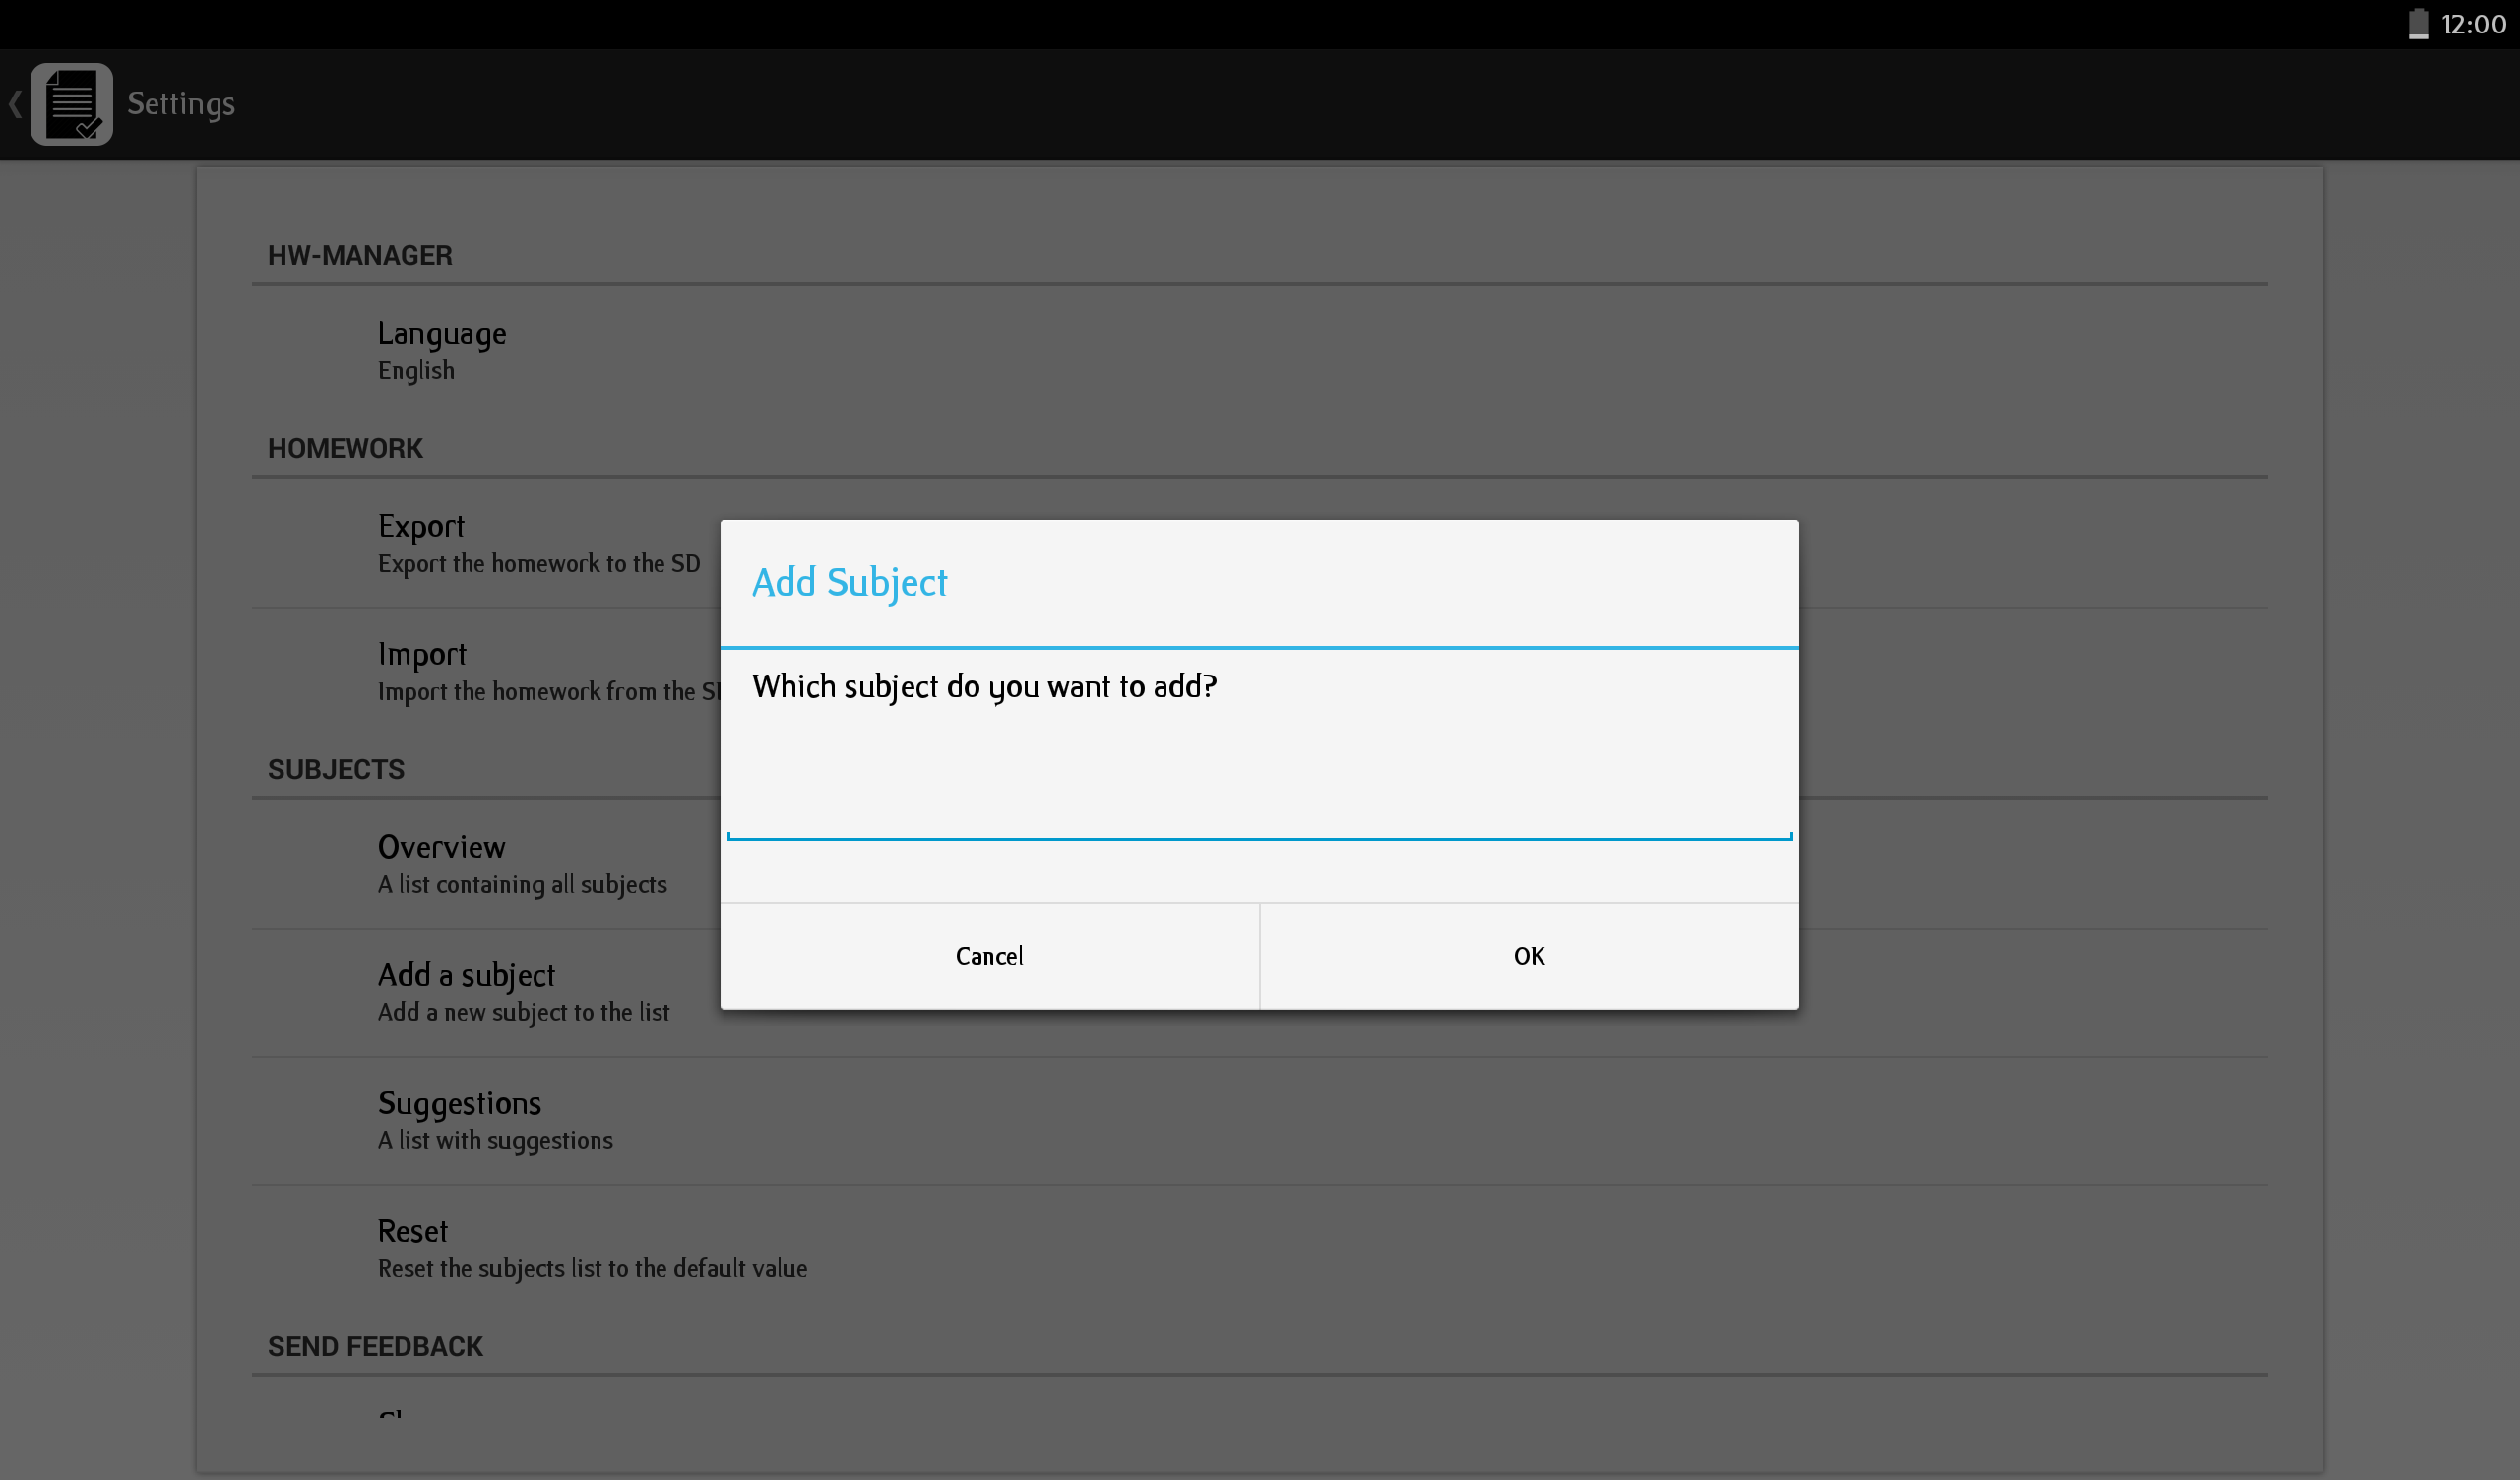 12:00
Settings
HW-MANAGER
Language
English
HOMEWORK
Export
Export the homework to the SD
Import
Import the homework from the
SUBJECTS
Overview
A list containing all subjects
Add a subject
Add a new subject to the list
Suggestions
A list with suggestions
Reset
Reset the subjects list to the default value
SEND FEEDBACK
Add Subject
Which subject do you want to add?
Cancel
OK